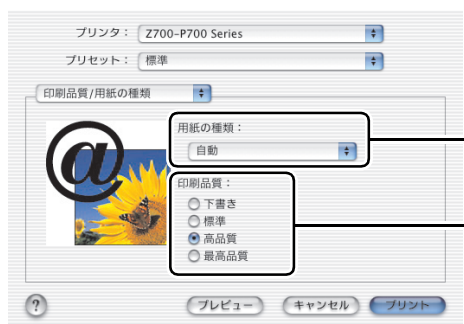 プリンタ： Z700-P700 Series
プリセット： 標準
印刷品質/用紙の種類
用紙の種類：
自動
印刷品質：
下書き
標準
高品質
最高品質
@
? プレビュー キャンセル プリント